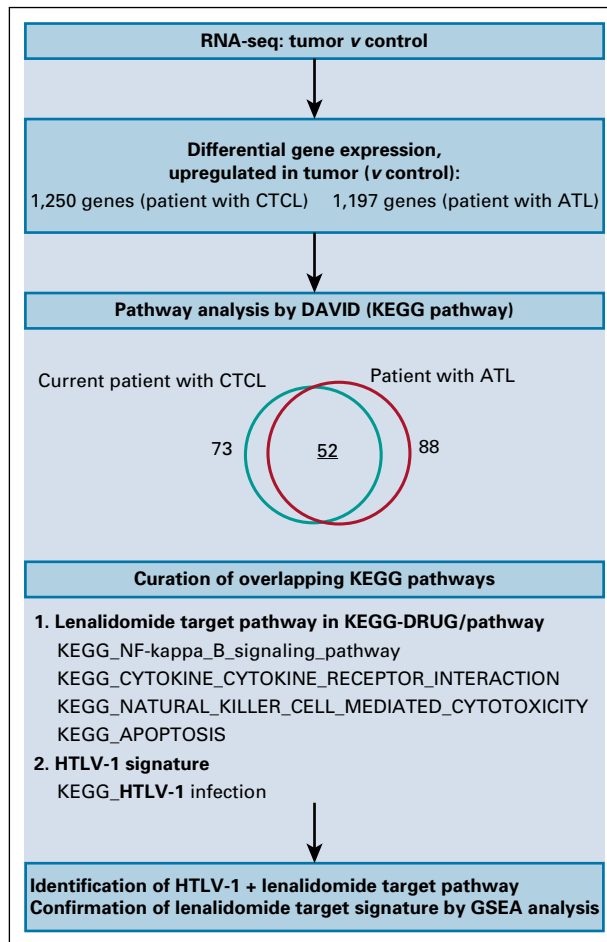 RNA-seq: tumor v control
Differential gene expression,
upregulated in tumor (v control):
1,250 genes (patient with CTCL) 1,197 genes (patient with ATL)
Pathway analysis by DAVID (KEGG pathway)
Current patient with CTCL
Patient with ATL
73
52
88
Curation of overlapping KEGG pathways
1. Lenalidomide target pathway in KEGG-DRUG/pathway
KEGG_NF-kappa_B_signaling_pathway
KEGG_CYTOKINE_CYTOKINE_RECEPTOR_INTERACTION
KEGG_NATURAL_KILLER_CELL_MEDIATED_CYTOTOXICITY
KEGG_APOPTOSIS
2. HTLV-1 signature
KEGG_HTLV-1 infection
Identification of HTLV-1 + lenalidomide target pathway
Confirmation of lenalidomide target signature by GSEA analysis